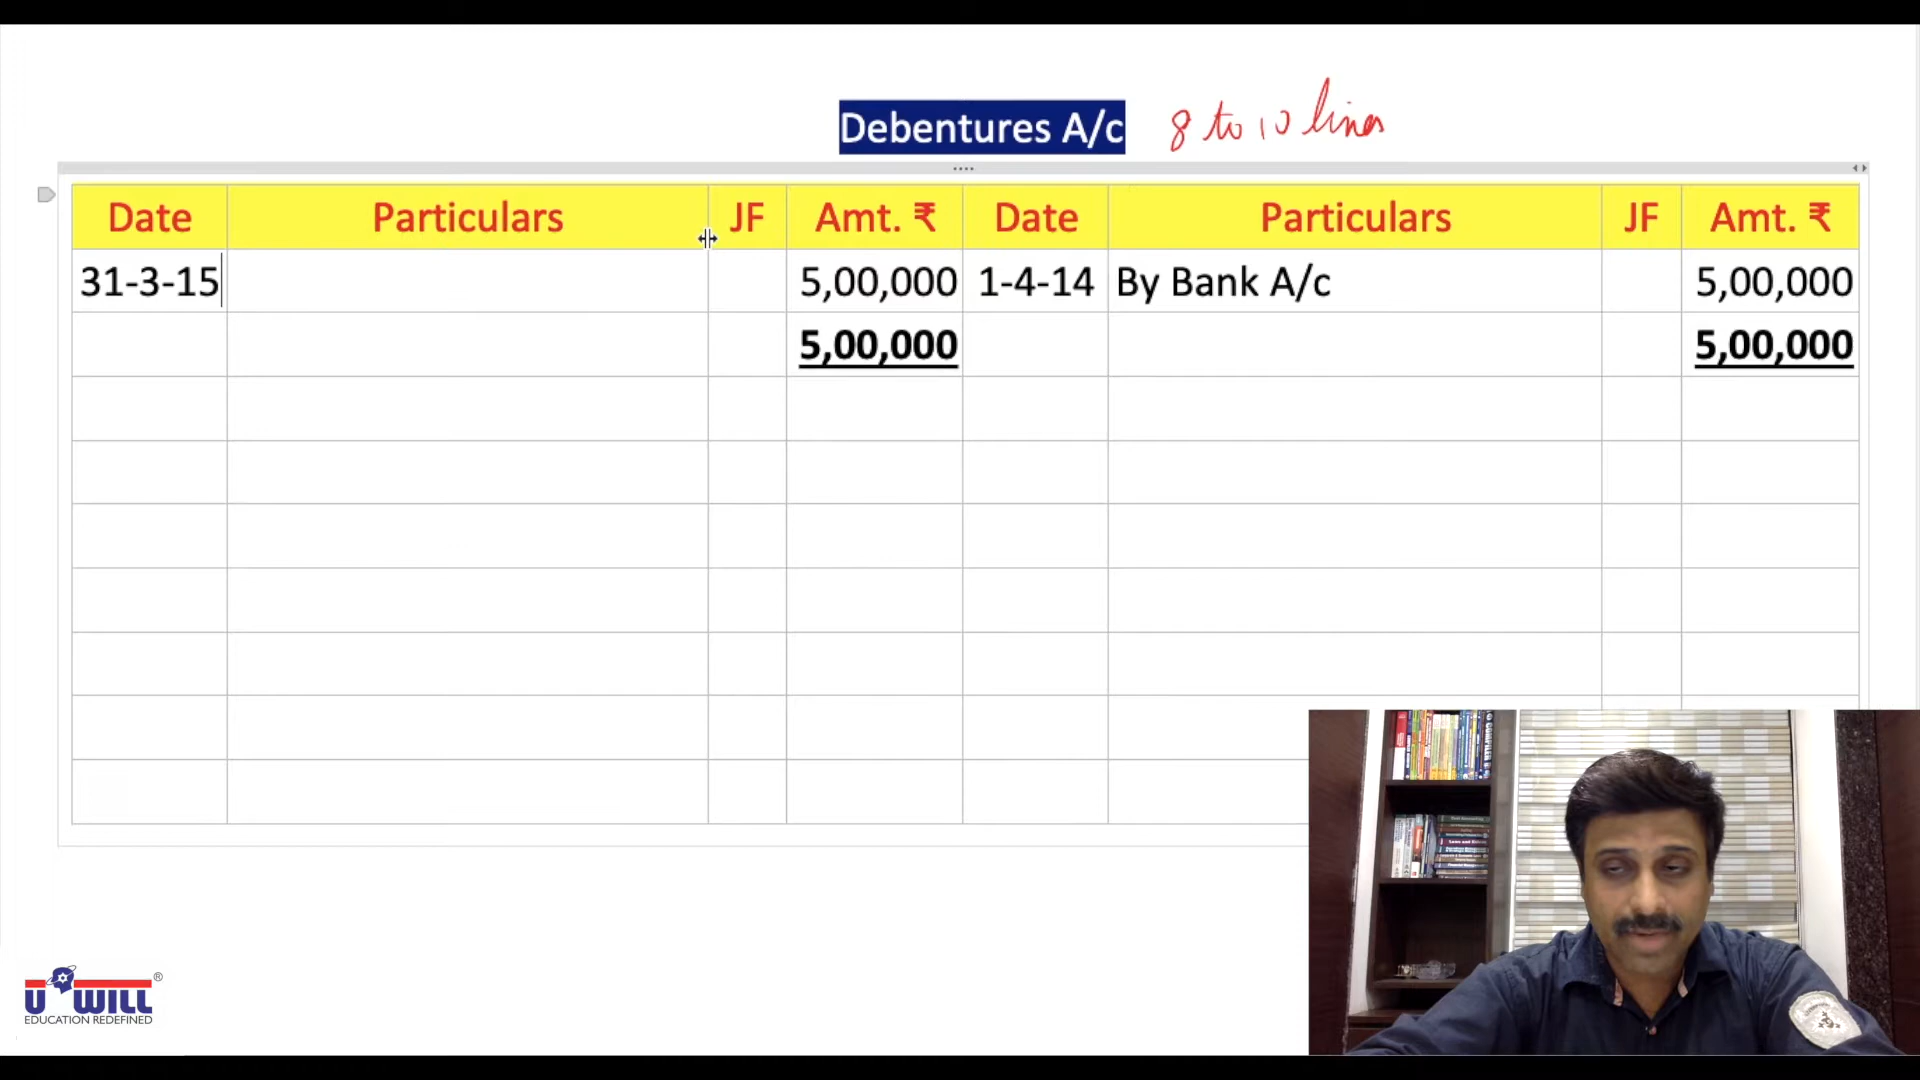 Debentures A/c 8 to 10 lines
Date Particulars JF Amt. ₹ Date Particulars JF Amt. ₹
31-3-15 5,00,000 1-4-14 By Bank A/c 5,00,000
5,00,000 5,00,000
U WILL ®
EDUCATION REDEFINED